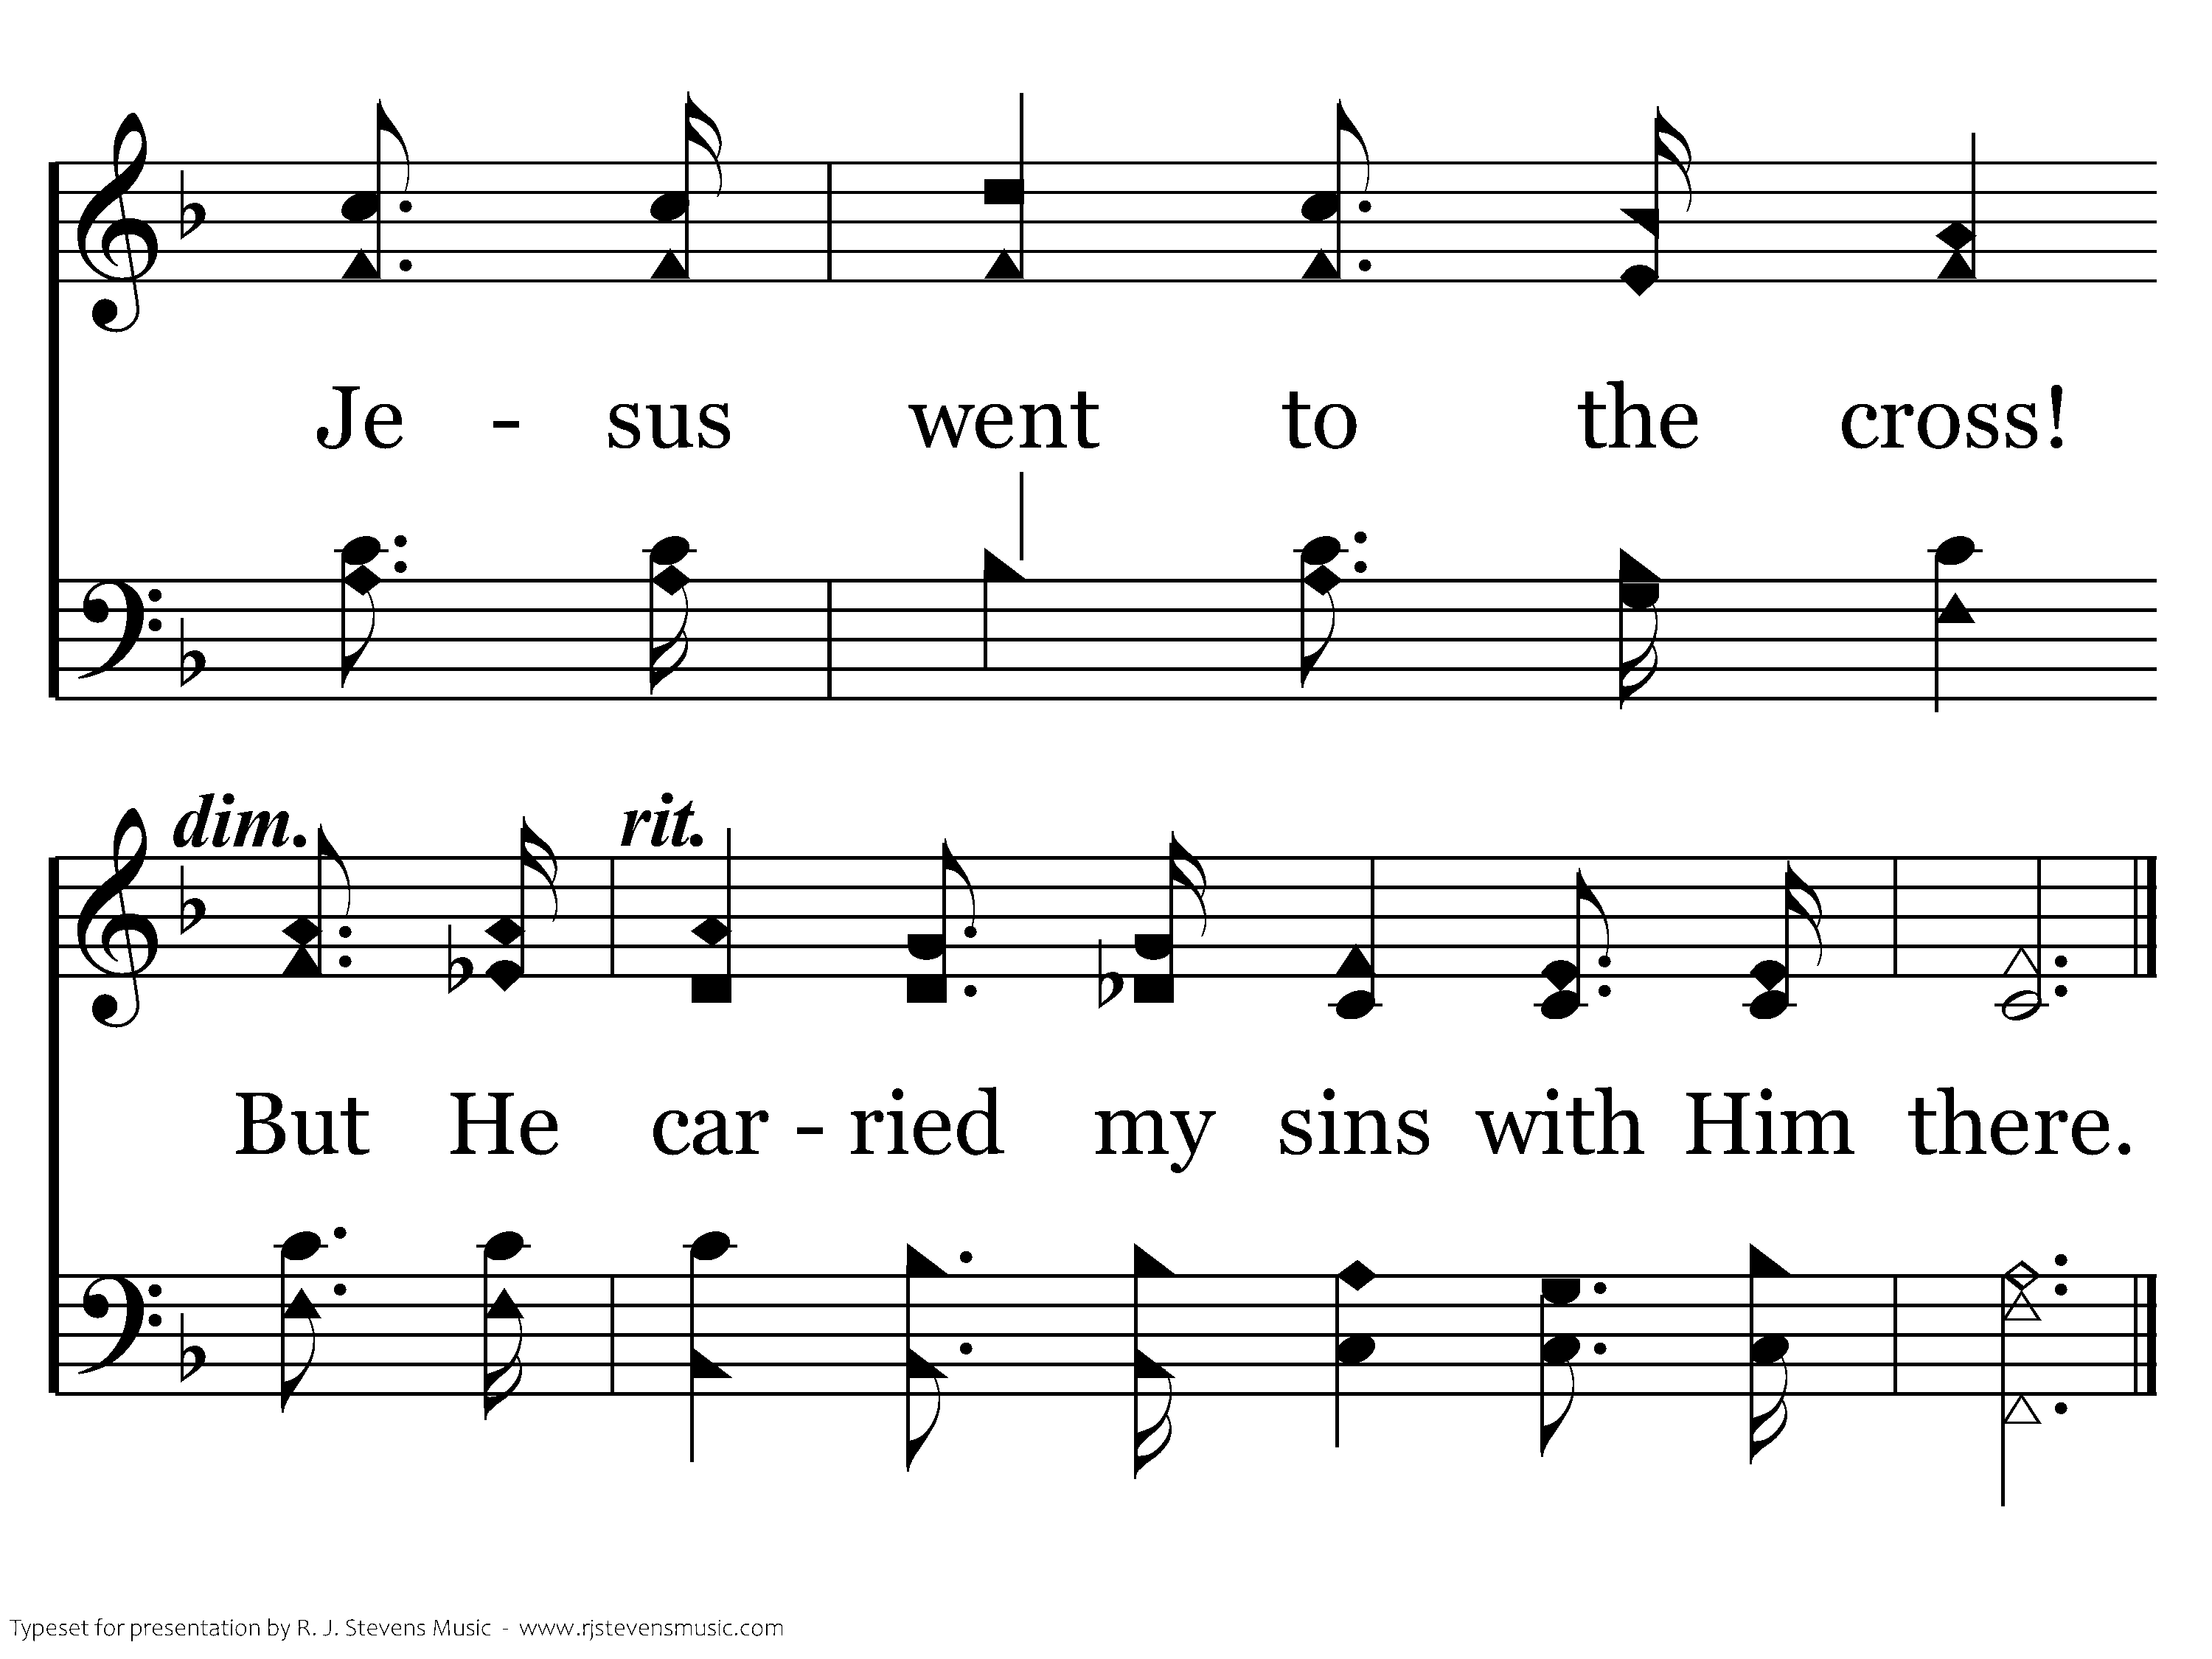 Je - sus went to the cross!
dim. rit.
But He car - ried my sins with Him there.
Typeset for presentation by R. J. Stevens Music - www.rjstevensmusic.com